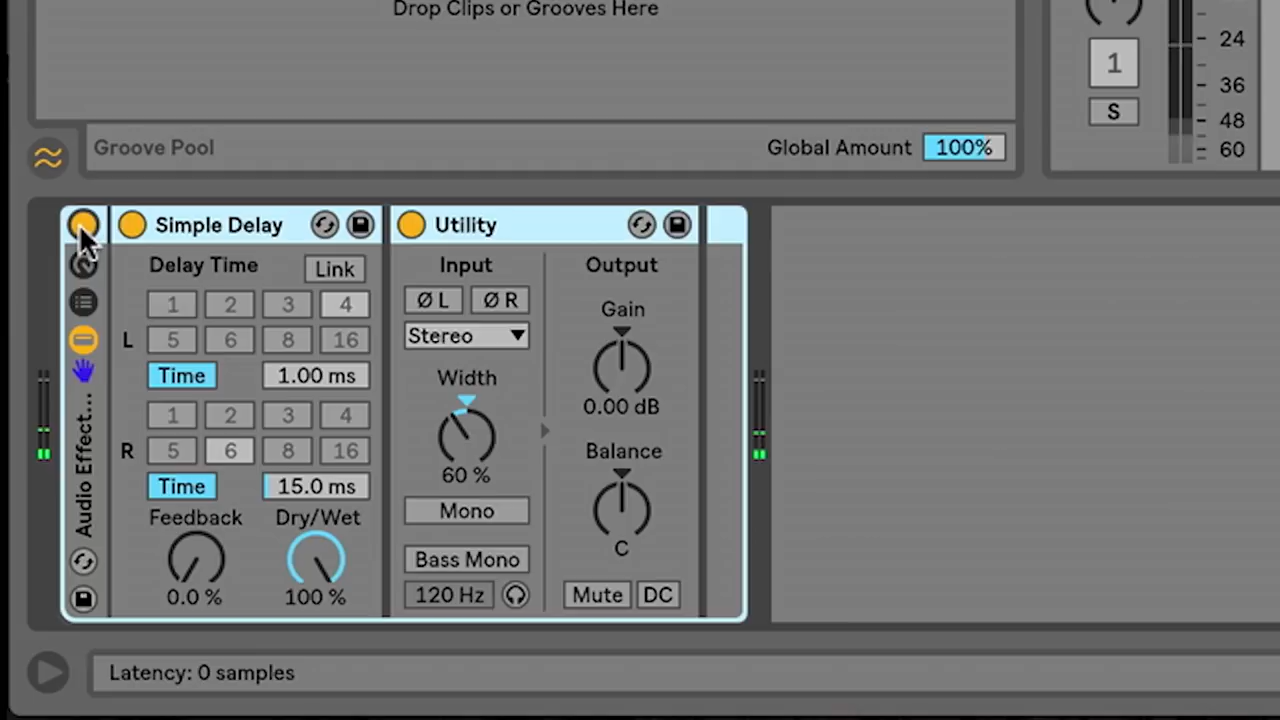 Drop Clips or Grooves Here
24
1
36
S
48
60
Groove Pool
Global Amount
100%
Simple Delay
Utility
Delay Time
Link
1 2 3 4
L
5 6 8 16
Time
1.00 ms
1 2 3 4
R
5 6 8 16
Time
15.0 ms
Feedback
Dry/Wet
0.0 %
100 %
Input
Ø L
Ø R
Stereo
Width
60 %
Mono
Bass Mono
120 Hz
Output
Gain
0.00 dB
Balance
C
Mute
DC
Audio Effect...
Latency: 0 samples